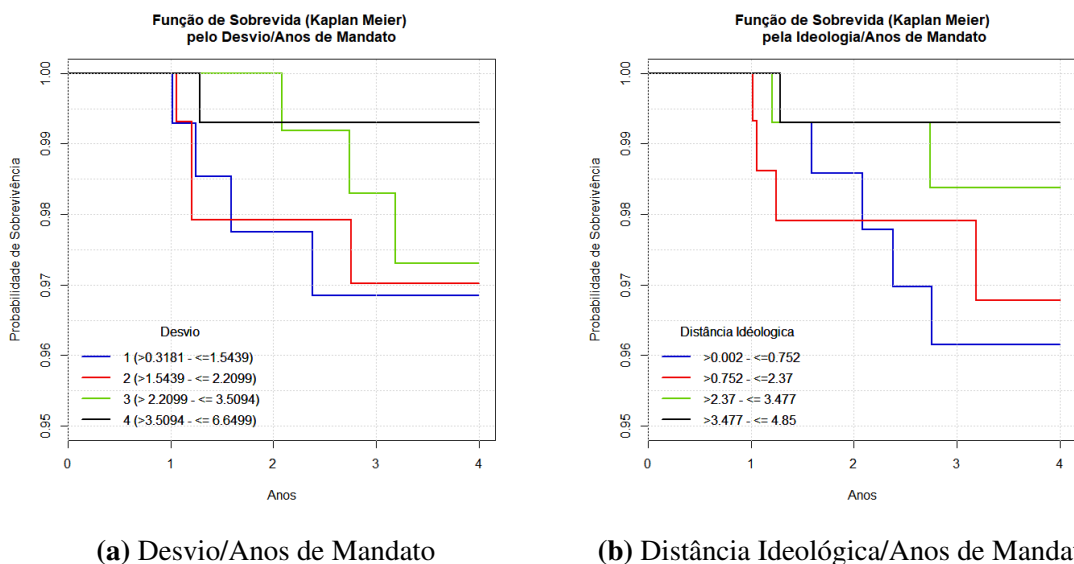 Função de Sobrevida (Kaplan Meier)
pelo Desvio/Anos de Mandato
Probabilidade de Sobrevivência
1.00
0.99
0.98
0.97
0.96
0.95
Desvio
1 (>0.3181 - <=1.5439)
2 (>1.5439 - <= 2.2099)
3 (> 2.2099 - <= 3.5094)
4 (>3.5094 - <= 6.6499)
0 1 2 3 4
Anos
(a) Desvio/Anos de Mandato
Função de Sobrevida (Kaplan Meier)
pela Ideologia/Anos de Mandato
Probabilidade de Sobrevivência
1.00
0.99
0.98
0.97
0.96
0.95
Distância Idéologica
>0.002 - <=0.752
>0.752 - <=2.37
>2.37 - <= 3.477
>3.477 - <= 4.85
0 1 2 3 4
Anos
(b) Distância Ideológica/Anos de Manda